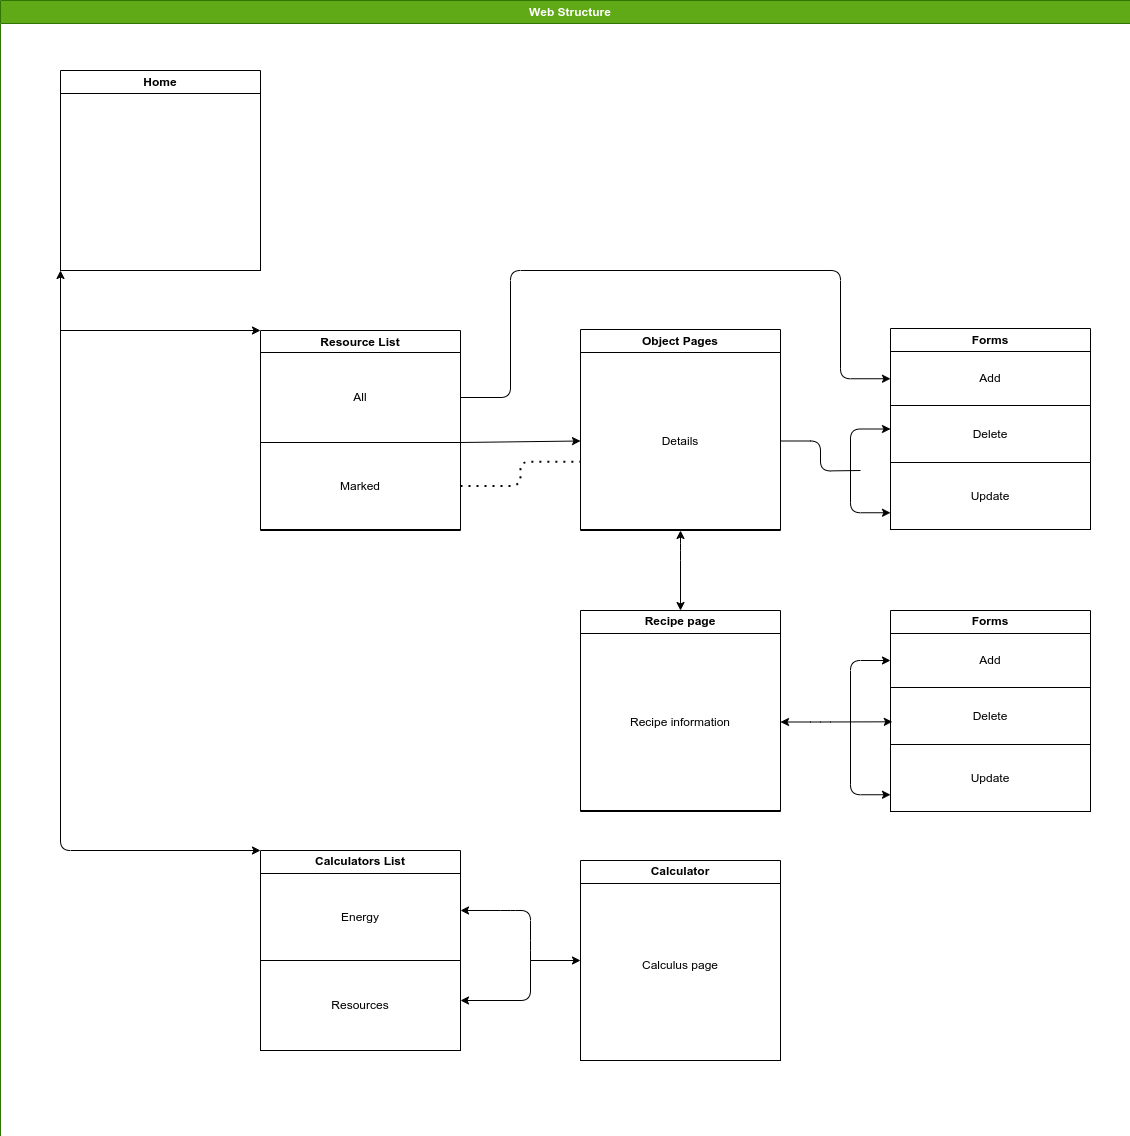 Web Structure
Home
Resource List
All
Marked
Object Pages
Details
Forms
Add
Delete
Update
Recipe page
Recipe information
Forms
Add
Delete
Update
Calculators List
Energy
Resources
Calculator
Calculus page